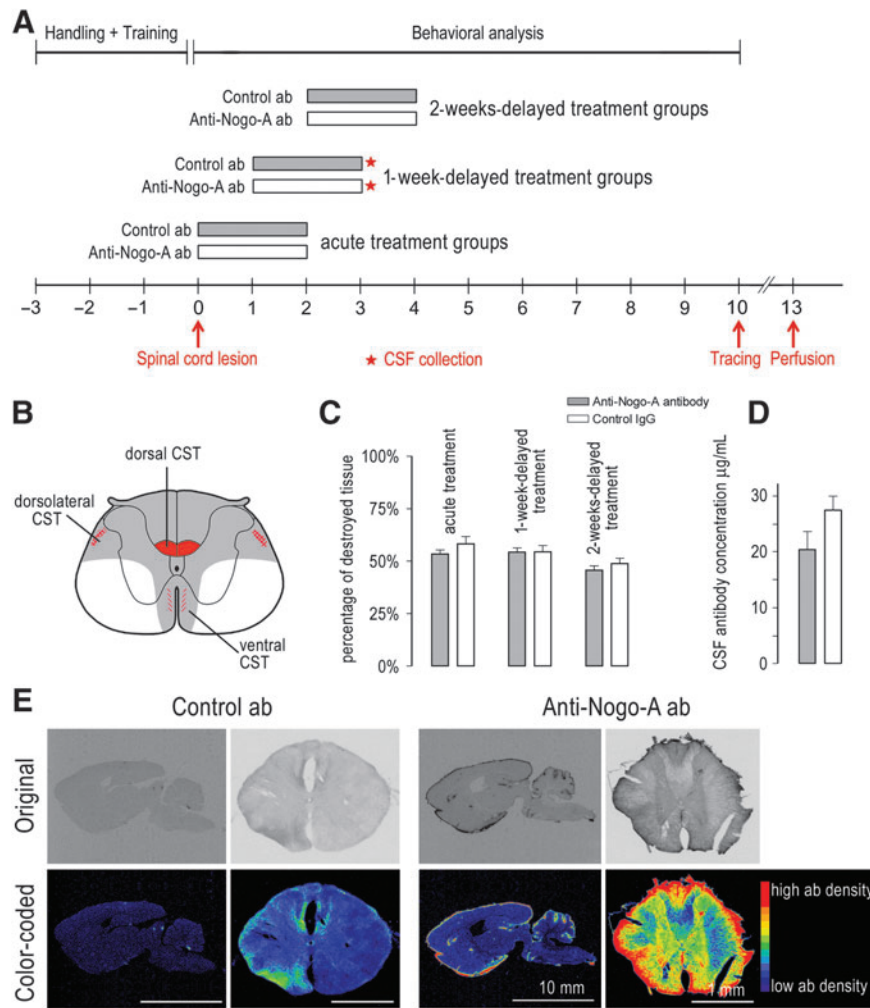 A
Handling + Training
Behavioral analysis
Control ab
Anti-Nogo-A ab
2-weeks-delayed treatment groups
Control ab
Anti-Nogo-A ab
1-week-delayed treatment groups
Control ab
Anti-Nogo-A ab
acute treatment groups
−3 −2 −1 0 1 2 3 4 5 6 7 8 9 10 13
Spinal cord lesion
★ CSF collection
Tracing
Perfusion
B
dorsal CST
dorsolateral
CST
ventral
CST
C
Anti-Nogo-A antibody
Control IgG
percentage of destroyed tissue
100%
75%
50%
25%
0%
acute treatment
1-week-delayed
treatment
2-weeks-delayed
treatment
D
CSF antibody concentration µg/mL
30
20
10
0
E
Control ab
Anti-Nogo-A ab
Original
Color-coded
high ab density
low ab density
10 mm
1 mm